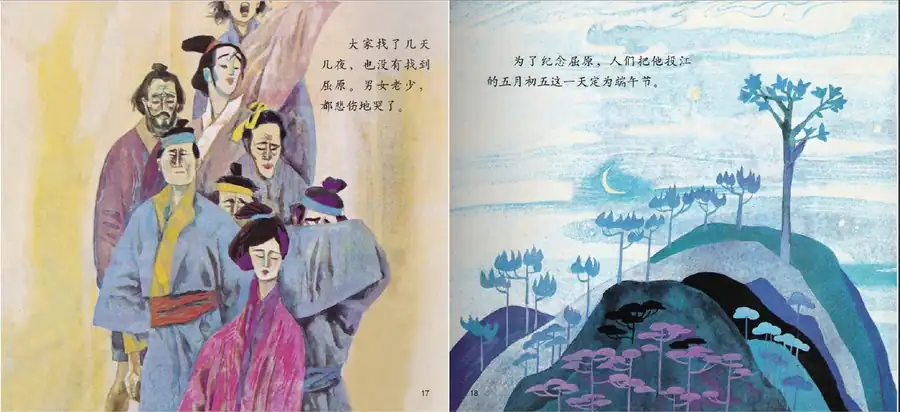 大家找了几天
几夜，也没有找到
屈原。男女老少，
都悲伤地哭了。
17
为了纪念屈原，人们把他投江
的五月初五这一天定为端午节。
18